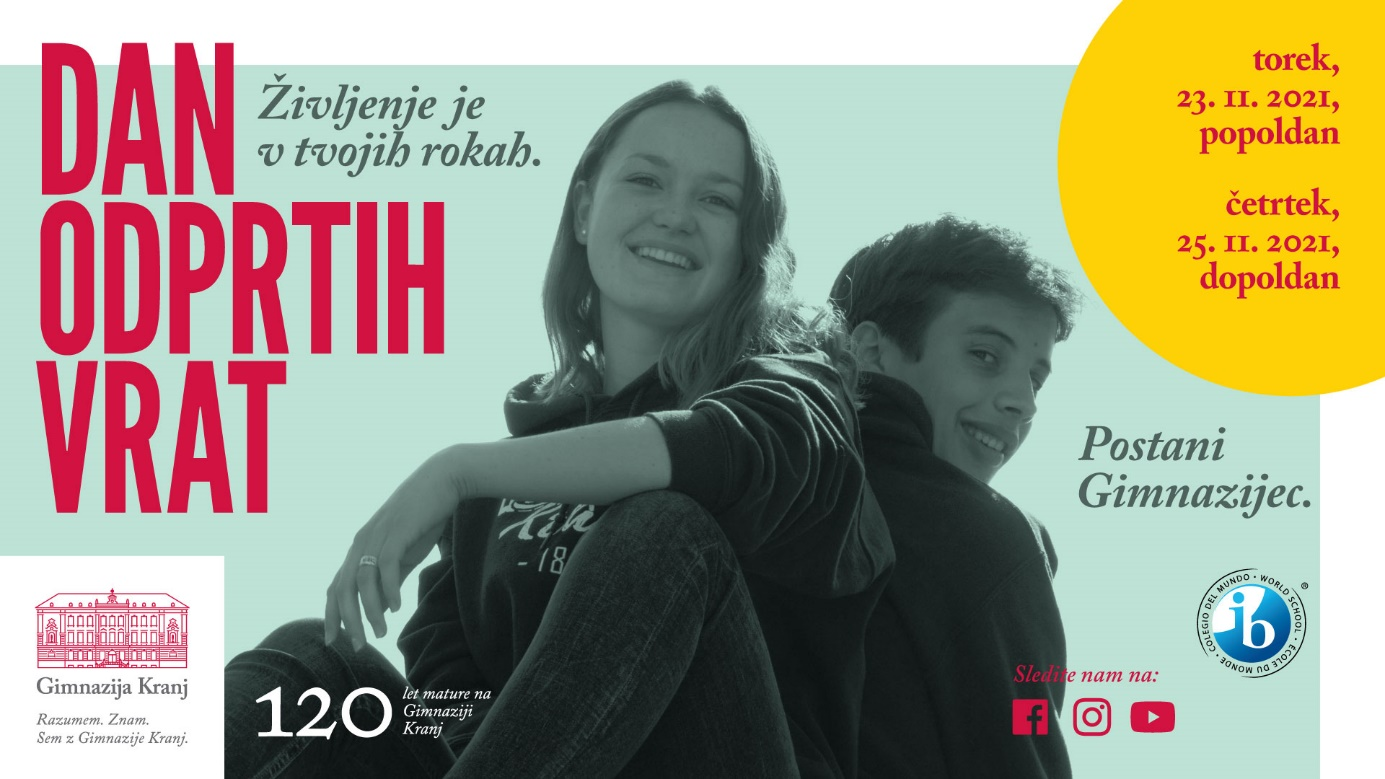 DAN
ODPRTIH
VRAT
Življenje je
v tvojih rokah.
torek,
23. 11. 2021,
popoldan
četrtek,
25. 11. 2021,
dopoldan
Postani
Gimnazijec.
Gimnazija Kranj
Razumem. Znam.
Sem z Gimnazije Kranj.
120
let mature na
Gimnaziji
Kranj
- 18
Sledite nam na:
ib
WORLD SCHOOL · ECOLE DU MONDE · COLEGIO DEL MUNDO ·
®